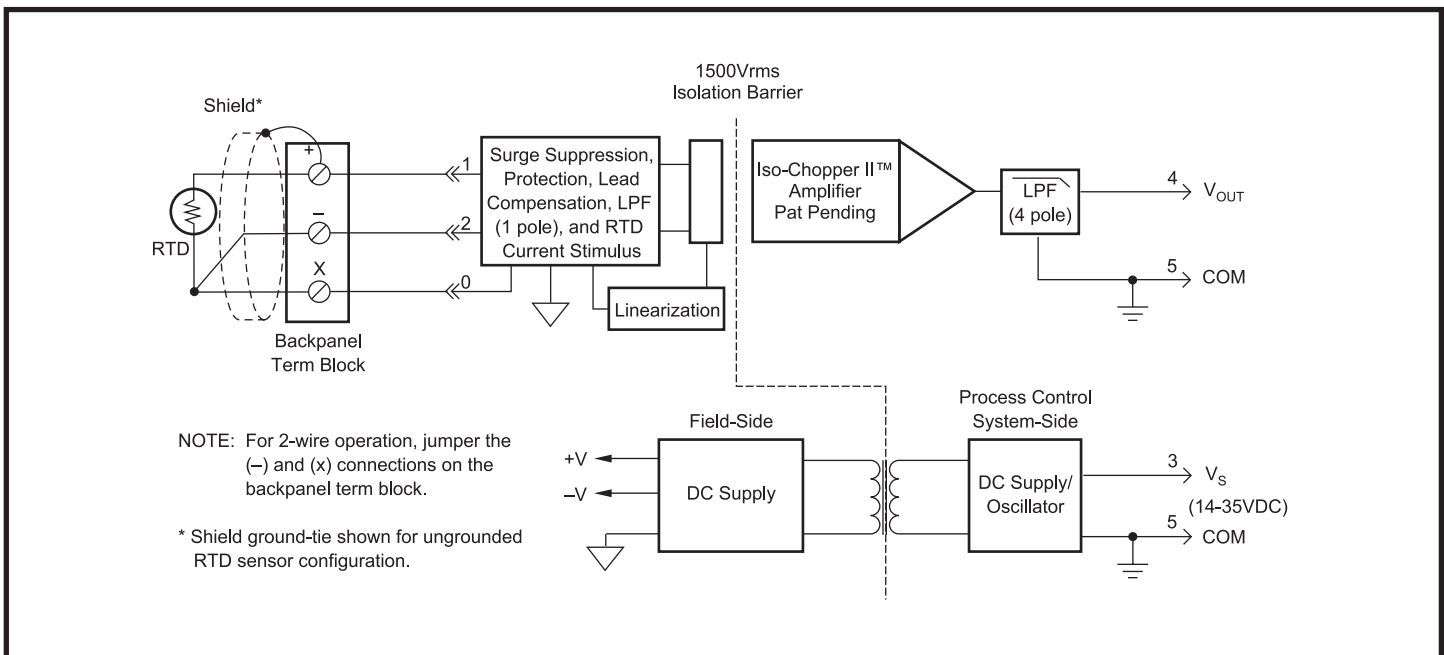 1500Vrms
Isolation Barrier
Shield*
+
–
X
RTD
1
2
0
Backpanel
Term Block
Surge Suppression,
Protection, Lead
Compensation, LPF
(1 pole), and RTD
Current Stimulus
Linearization
Iso-Chopper II™
Amplifier
Pat Pending
LPF
(4 pole)
4
VOUT
5
COM
NOTE: For 2-wire operation, jumper the
(–) and (x) connections on the
backpanel term block.
* Shield ground-tie shown for ungrounded
RTD sensor configuration.
Field-Side
+V
–V
DC Supply
Process Control
System-Side
DC Supply/
Oscillator
3
VS
(14-35VDC)
5
COM